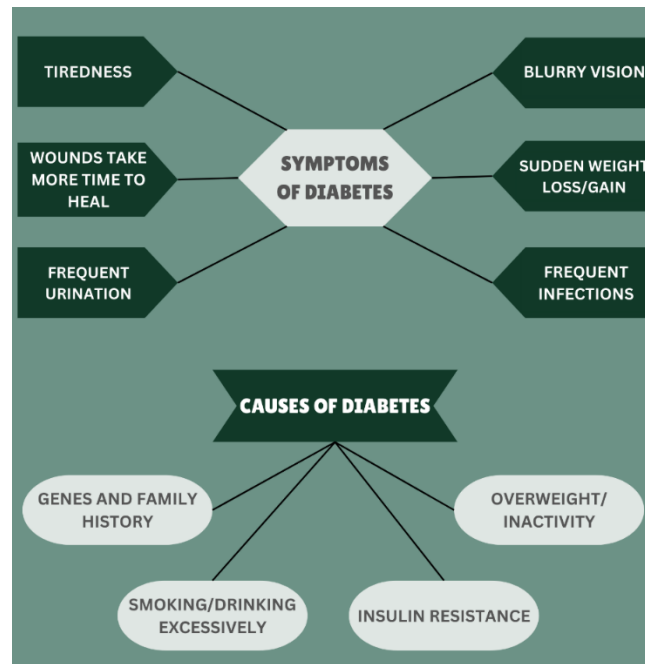 TIREDNESS
BLURRY VISION
WOUNDS TAKE
MORE TIME TO
HEAL
SYMPTOMS
OF DIABETES
SUDDEN WEIGHT
LOSS/GAIN
FREQUENT
URINATION
FREQUENT
INFECTIONS
CAUSES OF DIABETES
GENES AND FAMILY
HISTORY
OVERWEIGHT/
INACTIVITY
SMOKING/DRINKING
EXCESSIVELY
INSULIN RESISTANCE